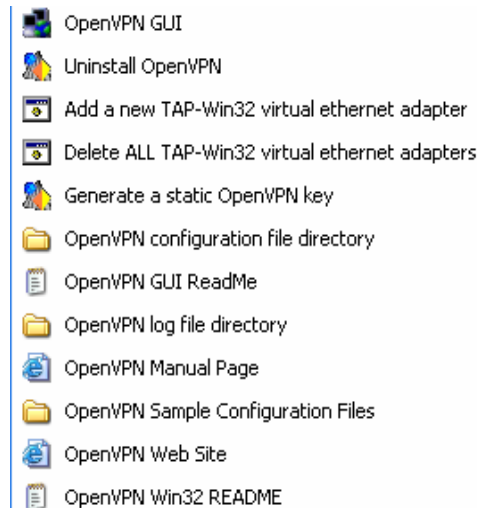 OpenVPN GUI
Uninstall OpenVPN
Add a new TAP-Win32 virtual ethernet adapter
Delete ALL TAP-Win32 virtual ethernet adapters
Generate a static OpenVPN key
OpenVPN configuration file directory
OpenVPN GUI ReadMe
OpenVPN log file directory
OpenVPN Manual Page
OpenVPN Sample Configuration Files
OpenVPN Web Site
OpenVPN Win32 README